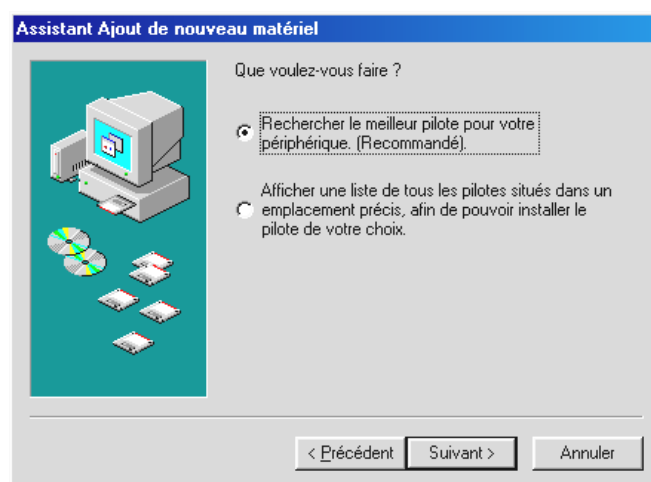 Assistant Ajout de nouveau matériel
Que voulez-vous faire ?
Rechercher le meilleur pilote pour votre
périphérique. (Recommandé).
Afficher une liste de tous les pilotes situés dans un
emplacement précis, afin de pouvoir installer le
pilote de votre choix.
< Précédent
Suivant >
Annuler